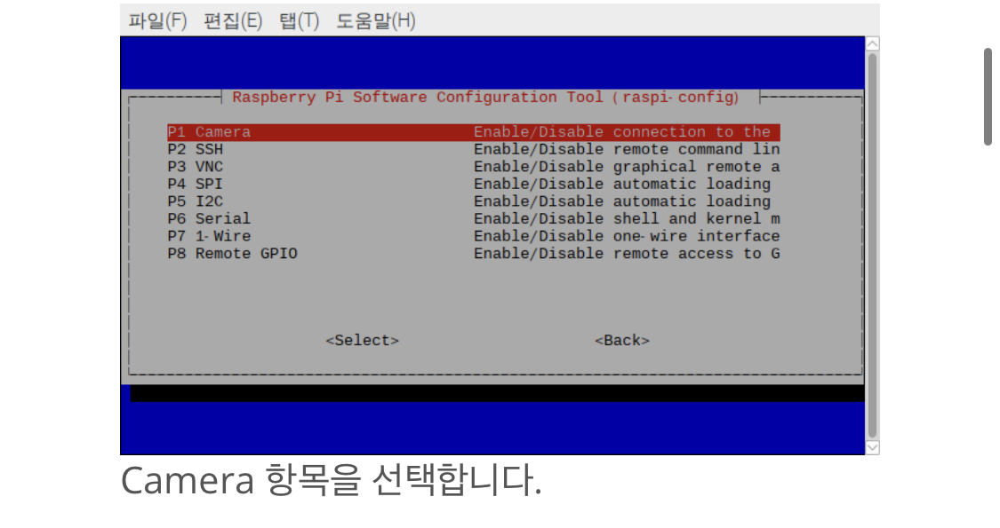 파일(F) 편집(E) 탭(T) 도움말(H)
Raspberry Pi Software Configuration Tool (raspi-config)
P1 Camera Enable/Disable connection to the
P2 SSH Enable/Disable remote command lin
P3 VNC Enable/Disable graphical remote a
P4 SPI Enable/Disable automatic loading
P5 I2C Enable/Disable automatic loading
P6 Serial Enable/Disable shell and kernel m
P7 1-Wire Enable/Disable one-wire interface
P8 Remote GPIO Enable/Disable remote access to G
<Select> <Back>
Camera 항목을 선택합니다.